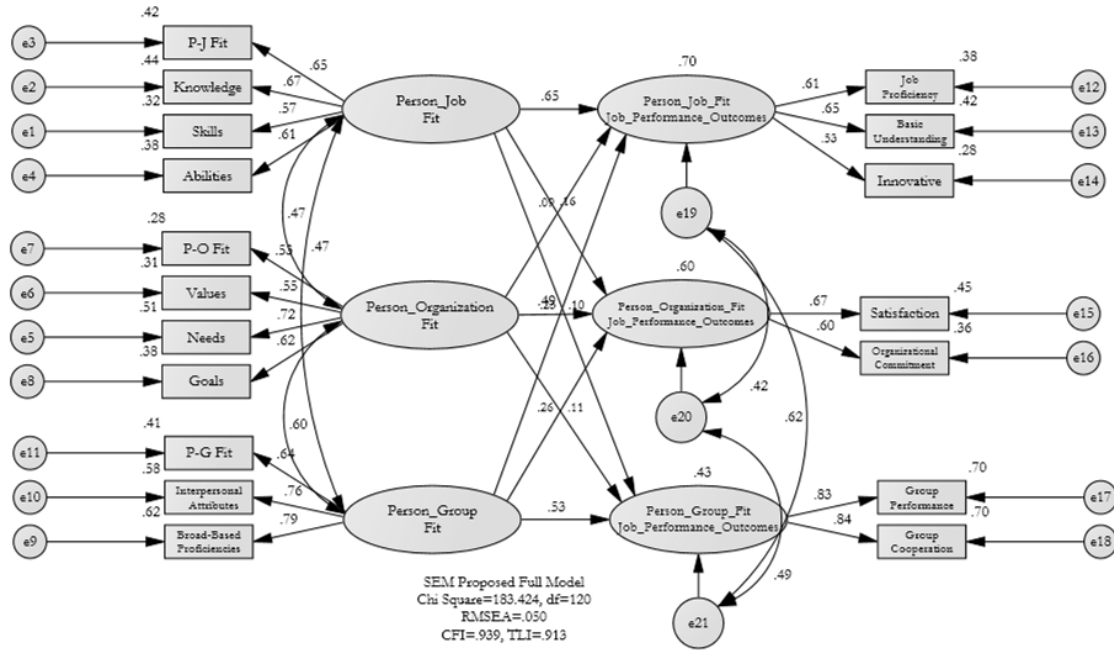 .42
e3
P-J Fit
.65
.44
e2
Knowledge
.67
.32
e1
Skills
.57
.38
e4
Abilities
.61
Person_Job
Fit
.65
.70
Person_Job_Fit
Job_Performance_Outcomes
.61
.65
.53
.38
Job
Proficiency
e12
.42
Basic
Understanding
e13
.28
Innovative
e14
e19
.47
.47
.09
.16
.28
e7
P-O Fit
.53
.31
e6
Values
.55
.51
e5
Needs
.72
.38
e8
Goals
.62
Person_Organization
Fit
.49
.10
.60
Person_Organization_Fit
Job_Performance_Outcomes
.67
.60
.45
Satisfaction
e15
.36
Organizational
Commitment
e16
e20
.42
.62
.60
.26
.11
.41
e11
P-G Fit
.64
.58
e10
Interpersonal
Attributes
.76
.62
e9
Broad-Based
Proficiencies
.79
Person_Group
Fit
.53
.43
Person_Group_Fit
Job_Performance_Outcomes
.83
.84
.70
Group
Performance
e17
.70
Group
Cooperation
e18
.49
e21
SEM Proposed Full Model
Chi Square=183.424, df=120
RMSEA=.050
CFI=.939, TLI=.913